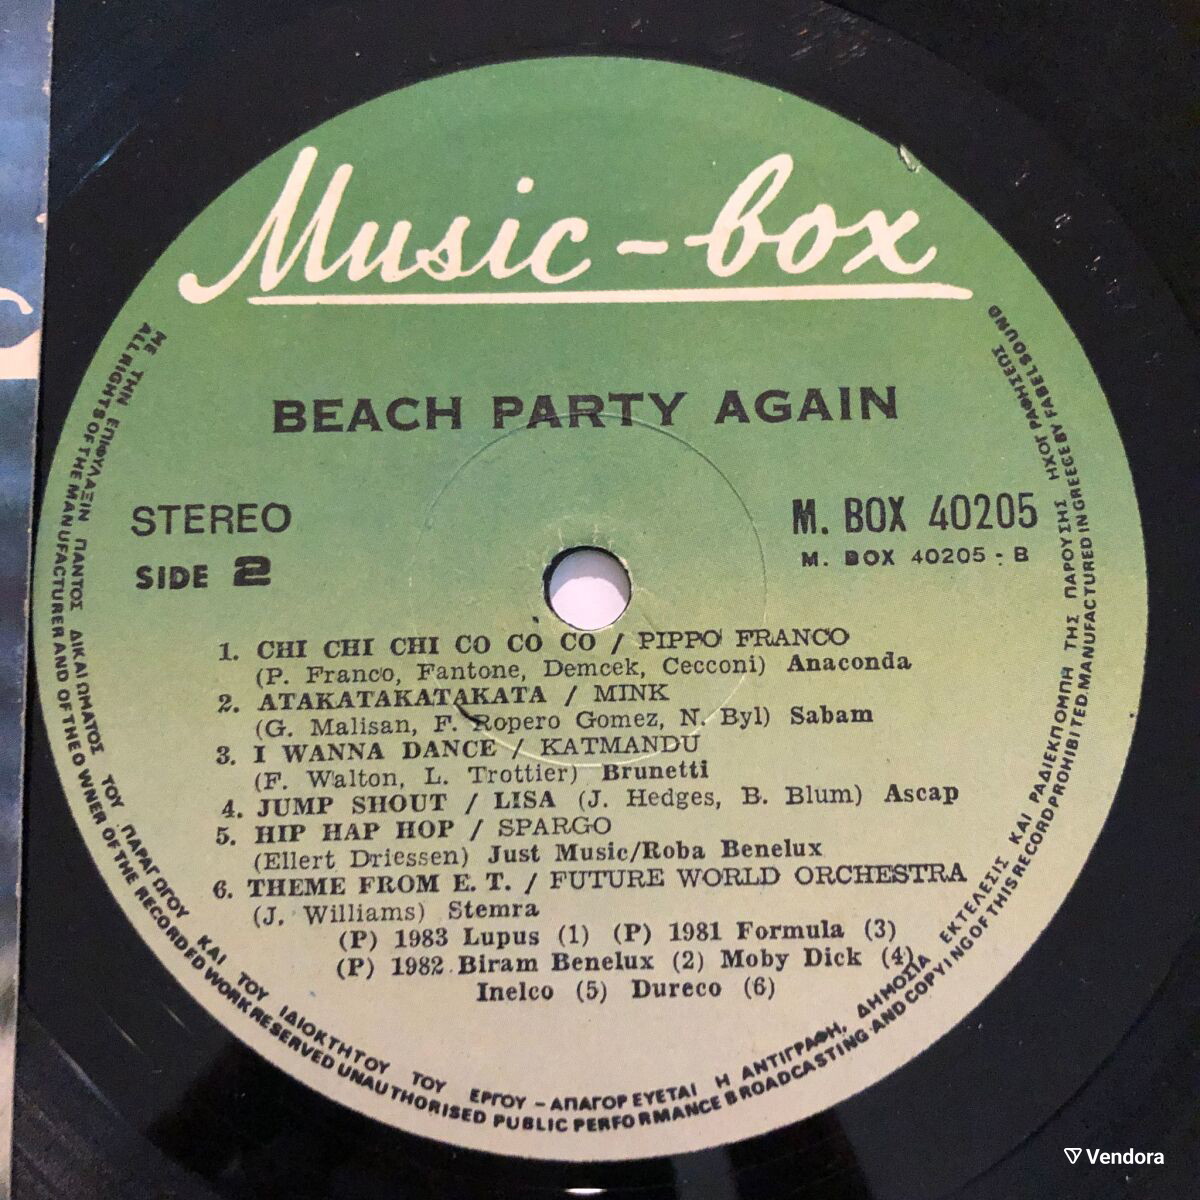 Music-box
BEACH PARTY AGAIN
STEREO
SIDE 2
M. BOX 40205
M. BOX 40205 - B
1. CHI CHI CHI CO CO CO / PIPPO FRANCO
(P. Franco, Fantone, Demcek, Cecconi) Anaconda
2. ATAKATAKATAKATA / MINK
(G. Malisan, F. Ropero Gomez, N. Byl) Sabam
3. I WANNA DANCE / KATMANDU
(F. Walton, L. Trottier) Brunetti
4. JUMP SHOUT / LISA (J. Hedges, B. Blum) Ascap
5. HIP HAP HOP / SPARGO
(Ellert Driessen) Just Music/Roba Benelux
6. THEME FROM E. T. / FUTURE WORLD ORCHESTRA
(J. Williams) Stemra
(P) 1983 Lupus (1) (P) 1981 Formula (3)
(P) 1982 Biram Benelux (2) Moby Dick (4)
Inelco (5) Dureco (6)
ΜΕ ΤΗΝ ΕΠΙΦΥΛΑΞΙΝ ΠΑΝΤΟΣ ΔΙΚΑΙΩΜΑΤΟΣ ΤΟΥ ΠΑΡΑΓΩΓΟΥ ΚΑΙ ΤΟΥ ΙΔΙΟΚΤΗΤΟΥ ΤΟΥ ΕΡΓΟΥ – ΑΠΑΓΟΡΕΥΕΤΑΙ Η ΑΝΤΙΓΡΑΦΗ, ΔΗΜΟΣΙΑ ΕΚΤΕΛΕΣΙΣ ΚΑΙ ΡΑΔΙΕΚΠΟΜΠΗ ΤΗΣ ΠΑΡΟΥΣΗΣ ΗΧΟΓΡΑΦΗΣΕΩΣ
ALL RIGHTS OF THE MANUFACTURER AND OF THE OWNER OF THE RECORDED WORK RESERVED UNAUTHORISED PUBLIC PERFORMANCE BROADCASTING AND COPYING OF THIS RECORD PROHIBITED. MANUFACTURED IN GREECE BY FABELSOUND
Vendora